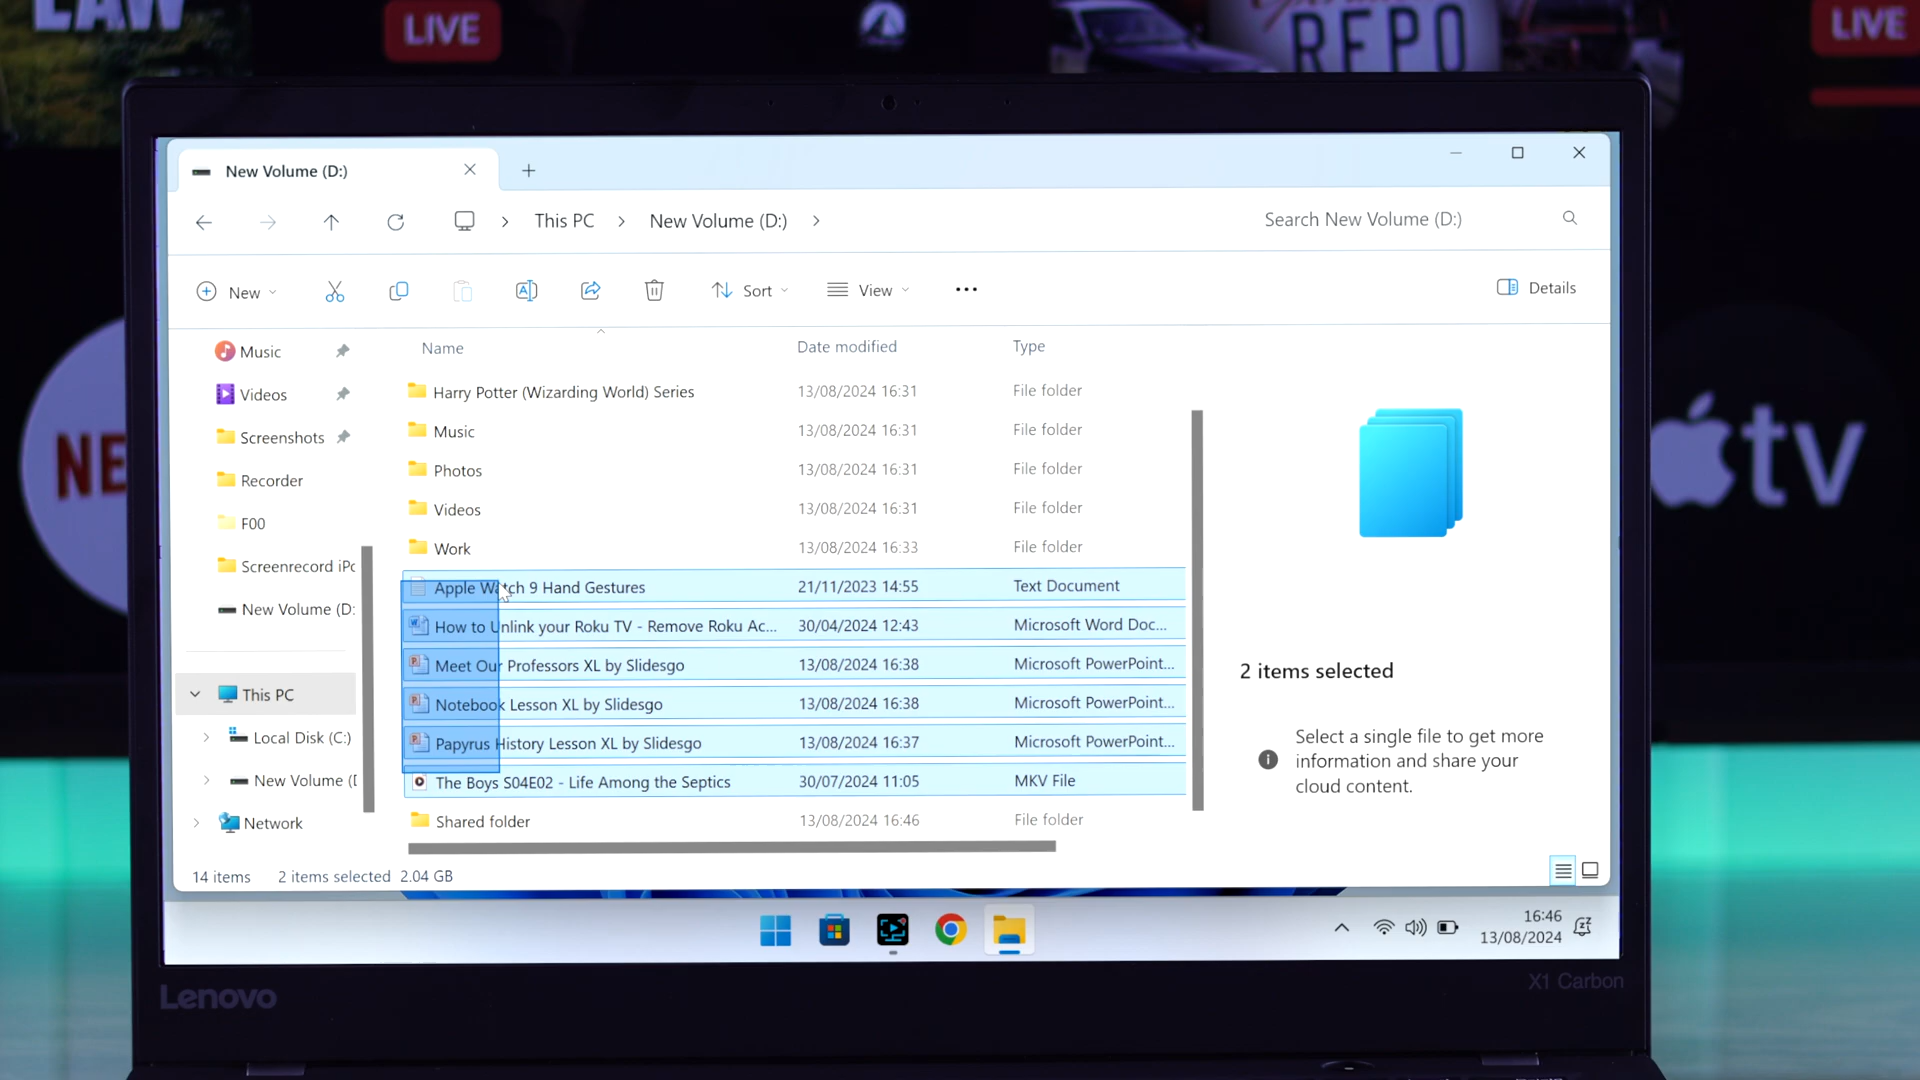 LAW
LIVE
REPO
LIVE
NE
tv
New Volume (D:)
This PC
New Volume (D:)
Search New Volume (D:)
New
Sort
View
Details
Music
Videos
Screenshots
Recorder
F00
Screenrecord iPc
New Volume (D:
This PC
Local Disk (C:)
New Volume (D
Network
Name
Date modified
Type
Harry Potter (Wizarding World) Series 13/08/2024 16:31 File folder
Music 13/08/2024 16:31 File folder
Photos 13/08/2024 16:31 File folder
Videos 13/08/2024 16:31 File folder
Work 13/08/2024 16:33 File folder
Apple Watch 9 Hand Gestures 21/11/2023 14:55 Text Document
How to Unlink your Roku TV - Remove Roku Ac... 30/04/2024 12:43 Microsoft Word Doc...
Meet Our Professors XL by Slidesgo 13/08/2024 16:38 Microsoft PowerPoint...
Notebook Lesson XL by Slidesgo 13/08/2024 16:38 Microsoft PowerPoint...
Papyrus History Lesson XL by Slidesgo 13/08/2024 16:37 Microsoft PowerPoint...
The Boys S04E02 - Life Among the Septics 30/07/2024 11:05 MKV File
Shared folder 13/08/2024 16:46 File folder
2 items selected
Select a single file to get more
information and share your
cloud content.
14 items 2 items selected 2.04 GB
16:46
13/08/2024
Lenovo
X1 Carbon